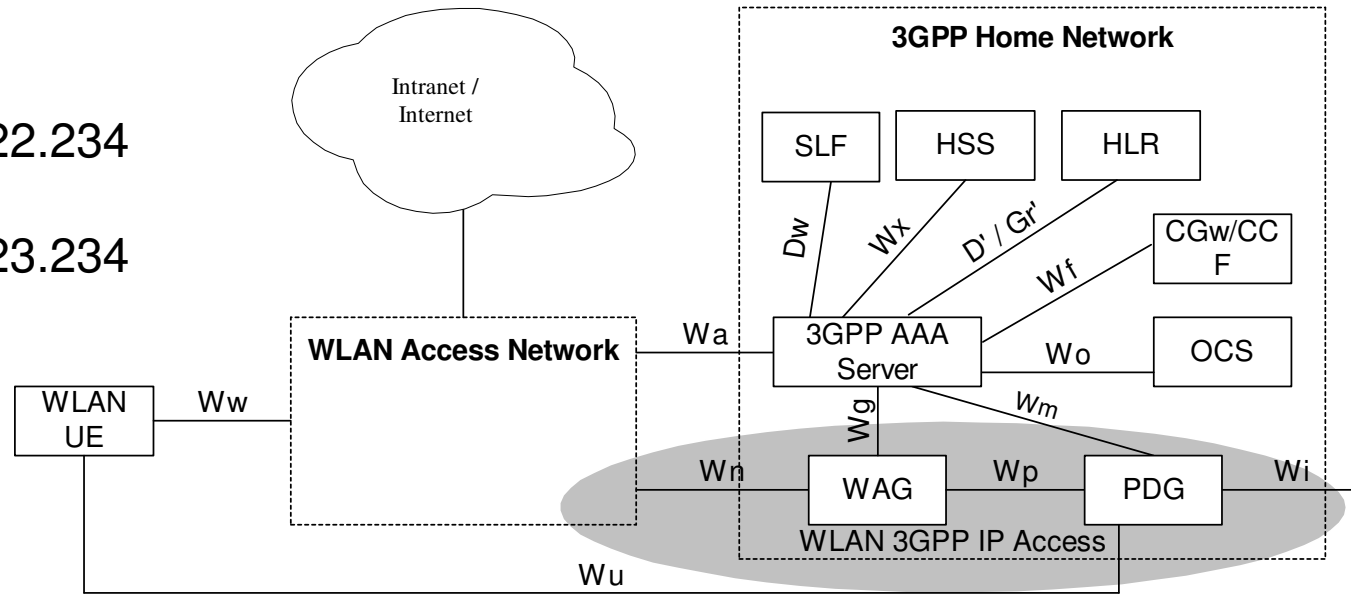 3GPP Home Network
Intranet /
Internet
22.234
SLF
HSS
HLR
Dw
Wx
D' / Gr'
CGw/CC
F
23.234
Wf
WLAN Access Network
Wa
3GPP AAA
Server
Wo
OCS
WLAN
UE
Ww
Wg
Wm
Wn
WAG
Wp
PDG
Wi
WLAN 3GPP IP Access
Wu